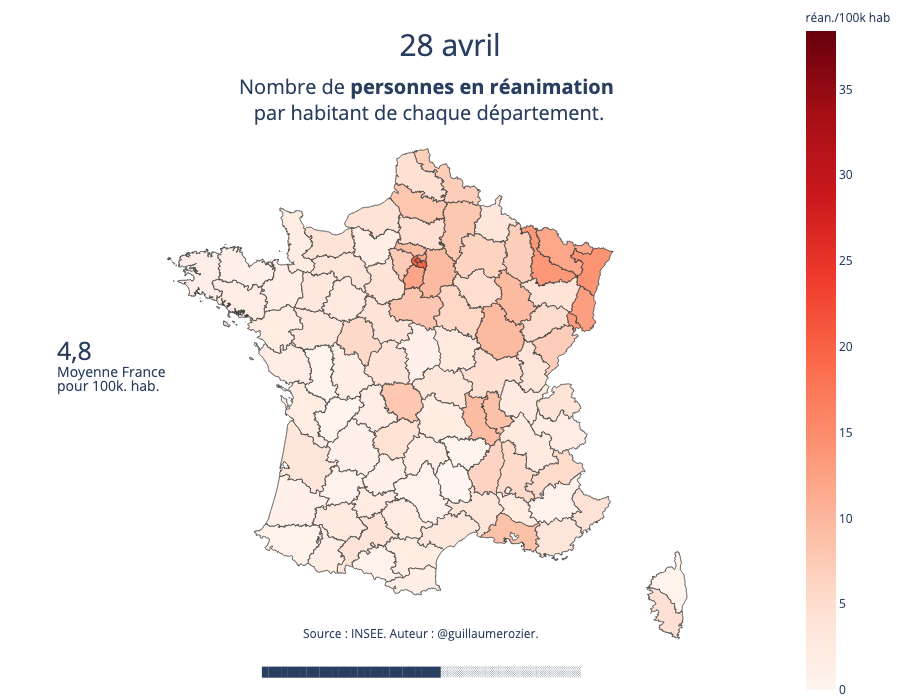 réan./100k hab
28 avril
Nombre de personnes en réanimation
par habitant de chaque département.
35
30
25
20
15
10
5
0
4,8
Moyenne France
pour 100k. hab.
Source : INSEE. Auteur : @guillaumerozier.